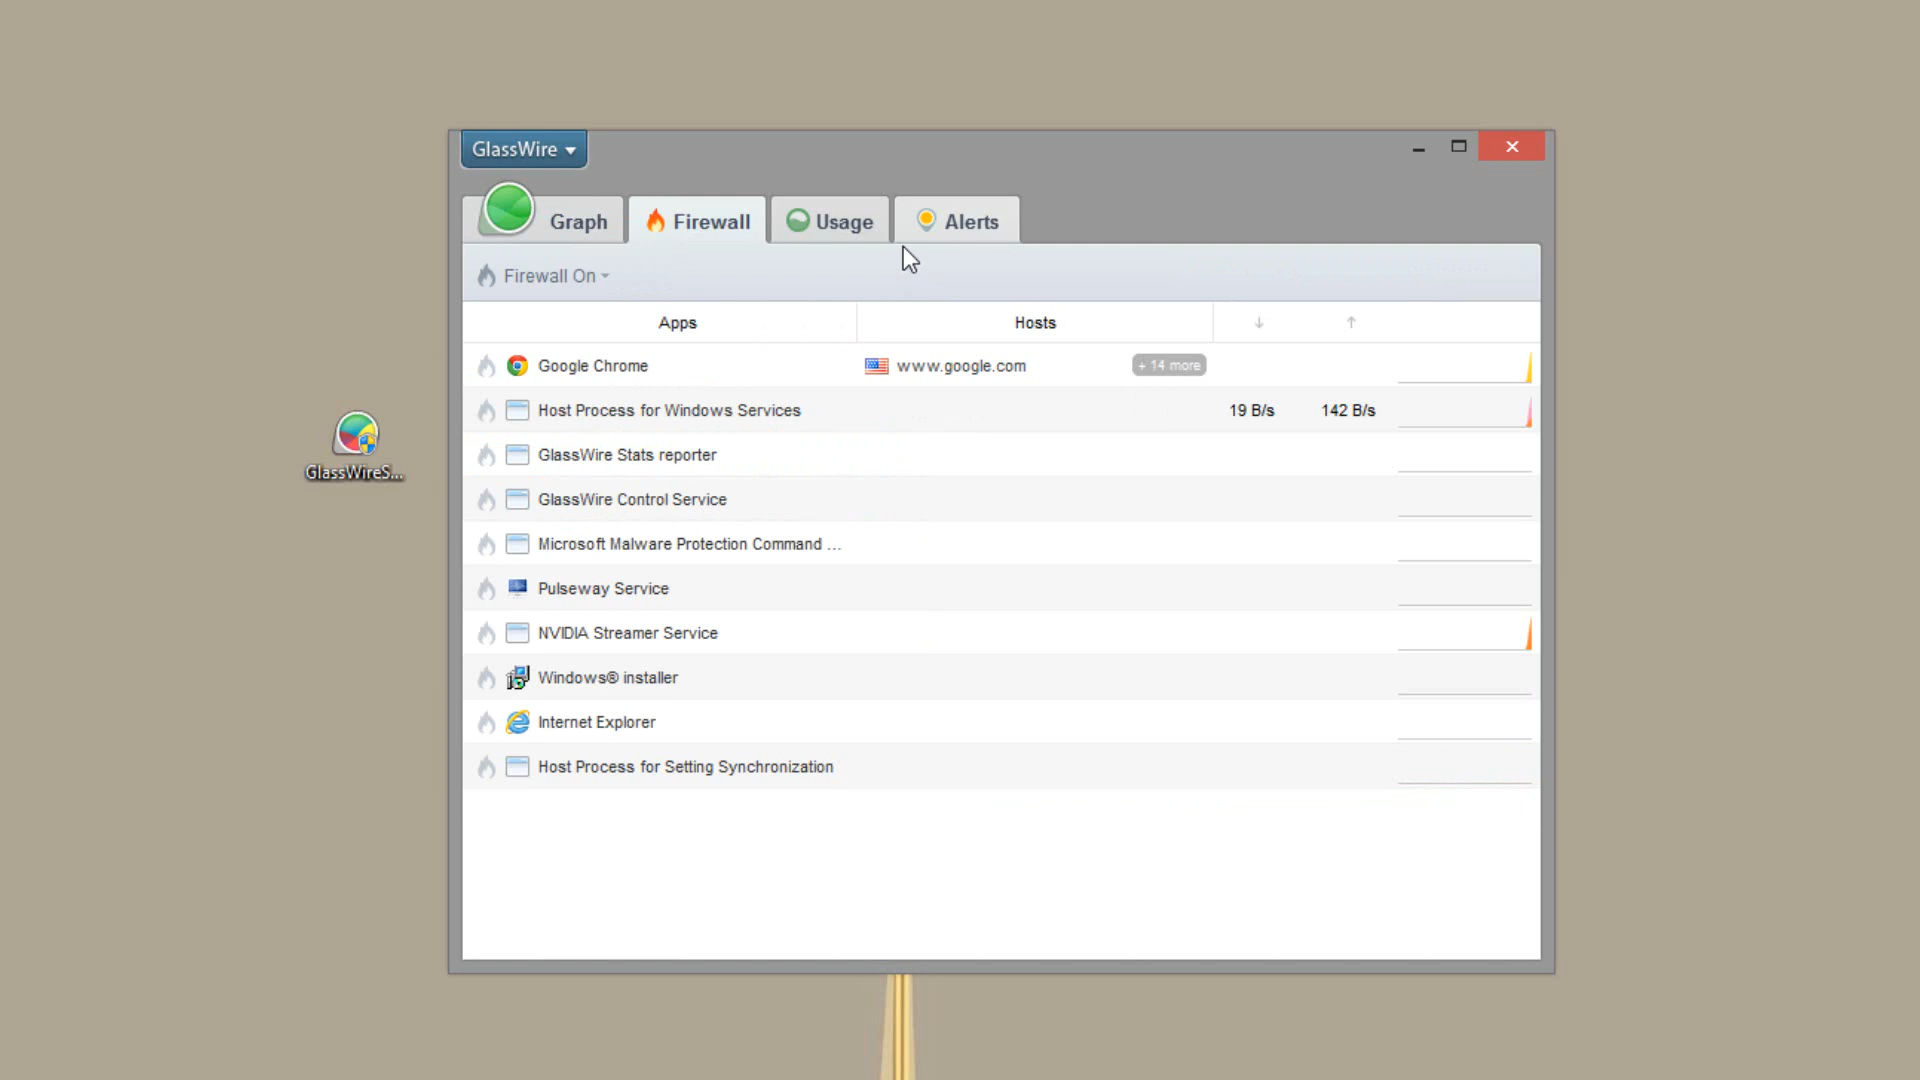 GlassWire
Graph
Firewall
Usage
Alerts
Firewall On
Apps
Hosts
↓
↑
Google Chrome
www.google.com
+ 14 more
Host Process for Windows Services
19 B/s
142 B/s
GlassWire Stats reporter
GlassWireS...
GlassWire Control Service
Microsoft Malware Protection Command ...
Pulseway Service
NVIDIA Streamer Service
Windows® installer
Internet Explorer
Host Process for Setting Synchronization